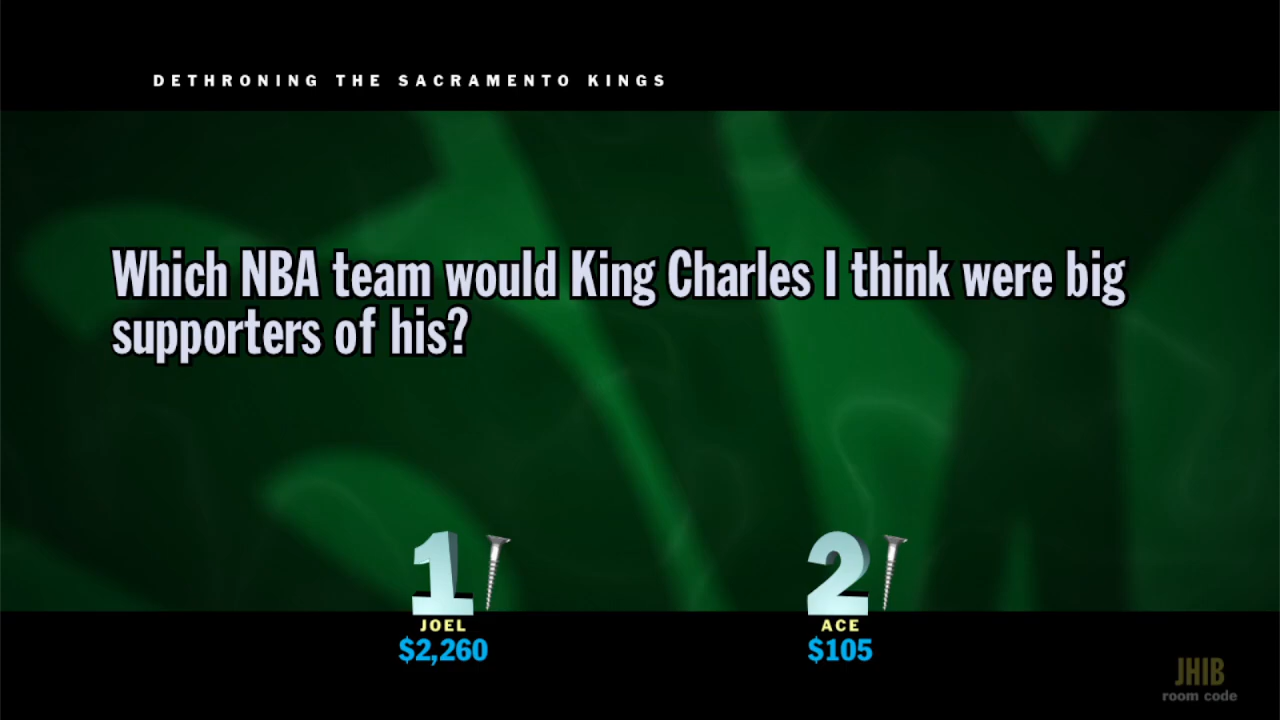 DETHRONING THE SACRAMENTO KINGS
Which NBA team would King Charles I think were big
supporters of his?
1 2
JOEL ACE
$2,260 $105
JHIB
room code